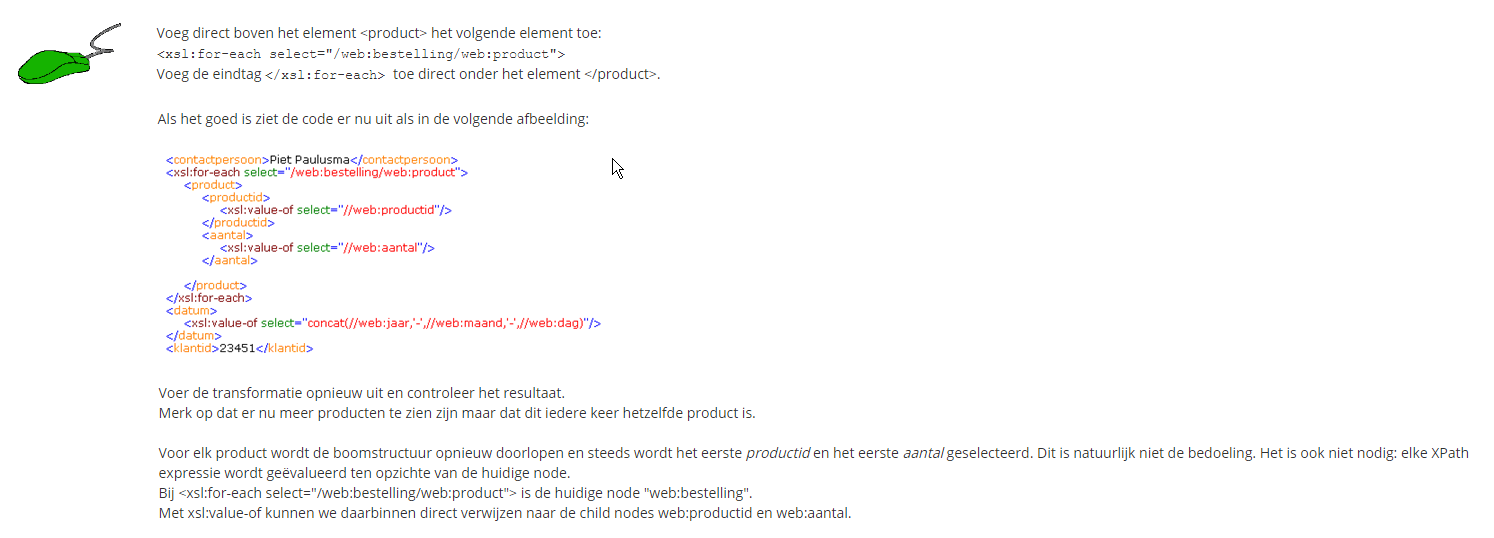 Voeg direct boven het element <product> het volgende element toe:
<xsl:for-each select="/web:bestelling/web:product">
Voeg de eindtag </xsl:for-each> toe direct onder het element </product>.
Als het goed is ziet de code er nu uit als in de volgende afbeelding:
<contactpersoon>Piet Paulusma</contactpersoon>
<xsl:for-each select="/web:bestelling/web:product">
<product>
<productid>
<xsl:value-of select="//web:productid"/>
</productid>
<aantal>
<xsl:value-of select="//web:aantal"/>
</aantal>
</product>
</xsl:for-each>
<datum>
<xsl:value-of select="concat(//web:jaar,'-',//web:maand,'-',//web:dag)"/>
</datum>
<klantid>23451</klantid>
Voer de transformatie opnieuw uit en controleer het resultaat.
Merk op dat er nu meer producten te zien zijn maar dat dit iedere keer hetzelfde product is.
Voor elk product wordt de boomstructuur opnieuw doorlopen en steeds wordt het eerste productid en het eerste aantal geselecteerd. Dit is natuurlijk niet de bedoeling. Het is ook niet nodig: elke XPath
expressie wordt geëvalueerd ten opzichte van de huidige node.
Bij <xsl:for-each select="/web:bestelling/web:product"> is de huidige node "web:bestelling".
Met xsl:value-of kunnen we daarbinnen direct verwijzen naar de child nodes web:productid en web:aantal.